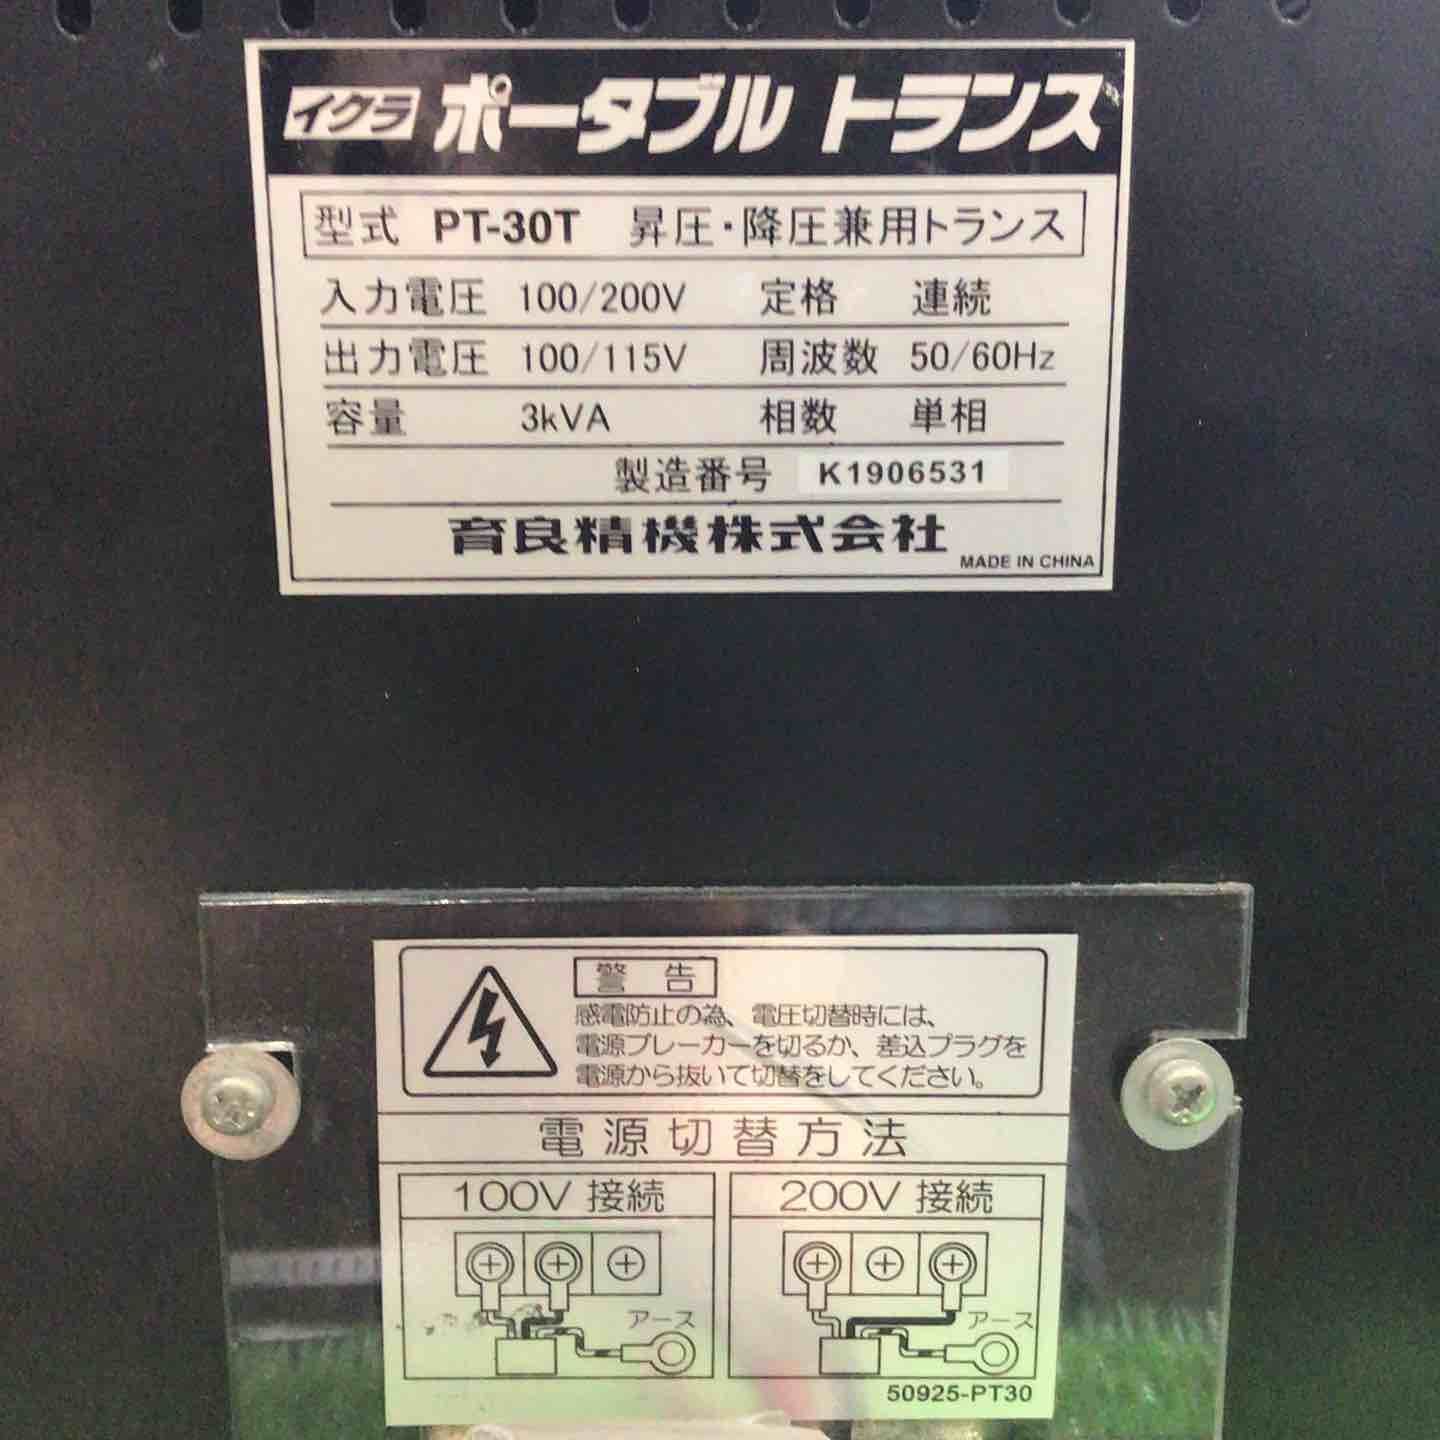 イクラ ポータブル トランス
型式 PT-30T 昇圧・降圧兼用トランス
入力電圧 100/200V 定格 連続
出力電圧 100/115V 周波数 50/60Hz
容量 3kVA 相数 単相
製造番号 K1906531
育良精機株式会社
MADE IN CHINA
警告
感電防止の為、電圧切替時には、
電源ブレーカーを切るか、差込プラグを
電源から抜いて切替をしてください。
電源切替方法
100V 接続
アース
200V 接続
アース
50925-PT30